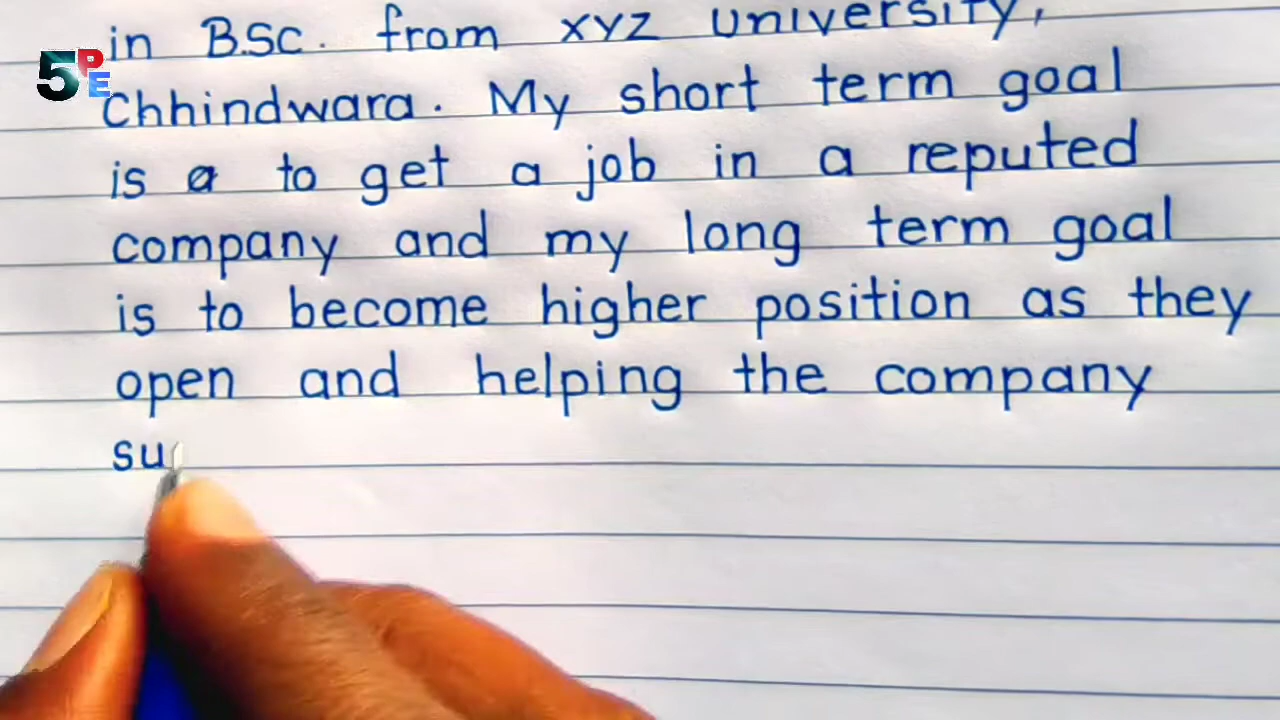 in B.Sc. from XYZ University,
5PE
Chhindwara. My short term goal
is a to get a job in a reputed
company and my long term goal
is to become higher position as they
open and helping the company
su